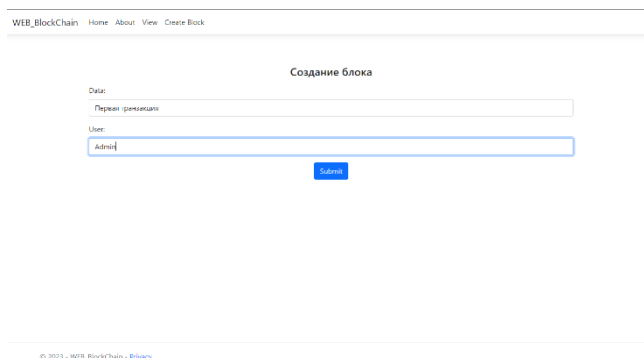 WEB_BlockChain Home About View Create Block
Создание блока
Data:
Первая транзакция
User:
Admin
Submit
© 2023 - WEB_BlockChain - Privacy